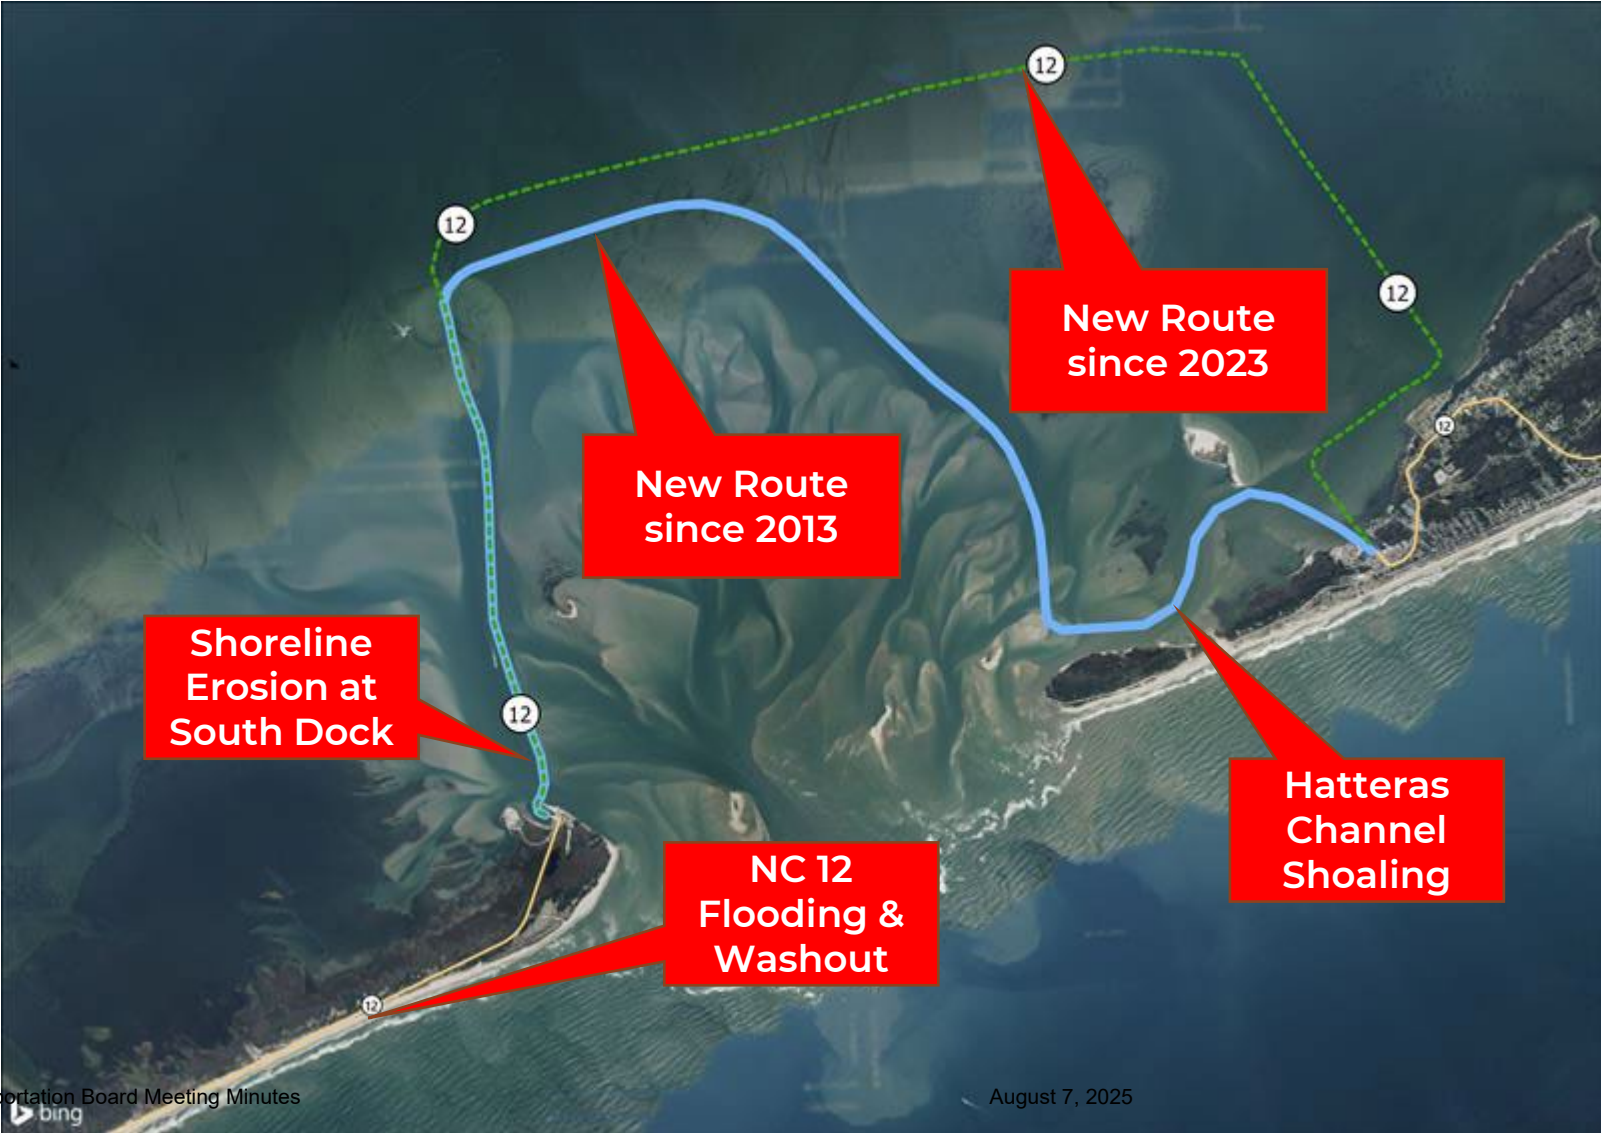 12
12
12
New Route
since 2023
12
New Route
since 2013
Shoreline
Erosion at
South Dock
12
Hatteras
Channel
Shoaling
NC 12
Flooding &
Washout
12
Board Meeting Minutes
August 7, 2025
bing